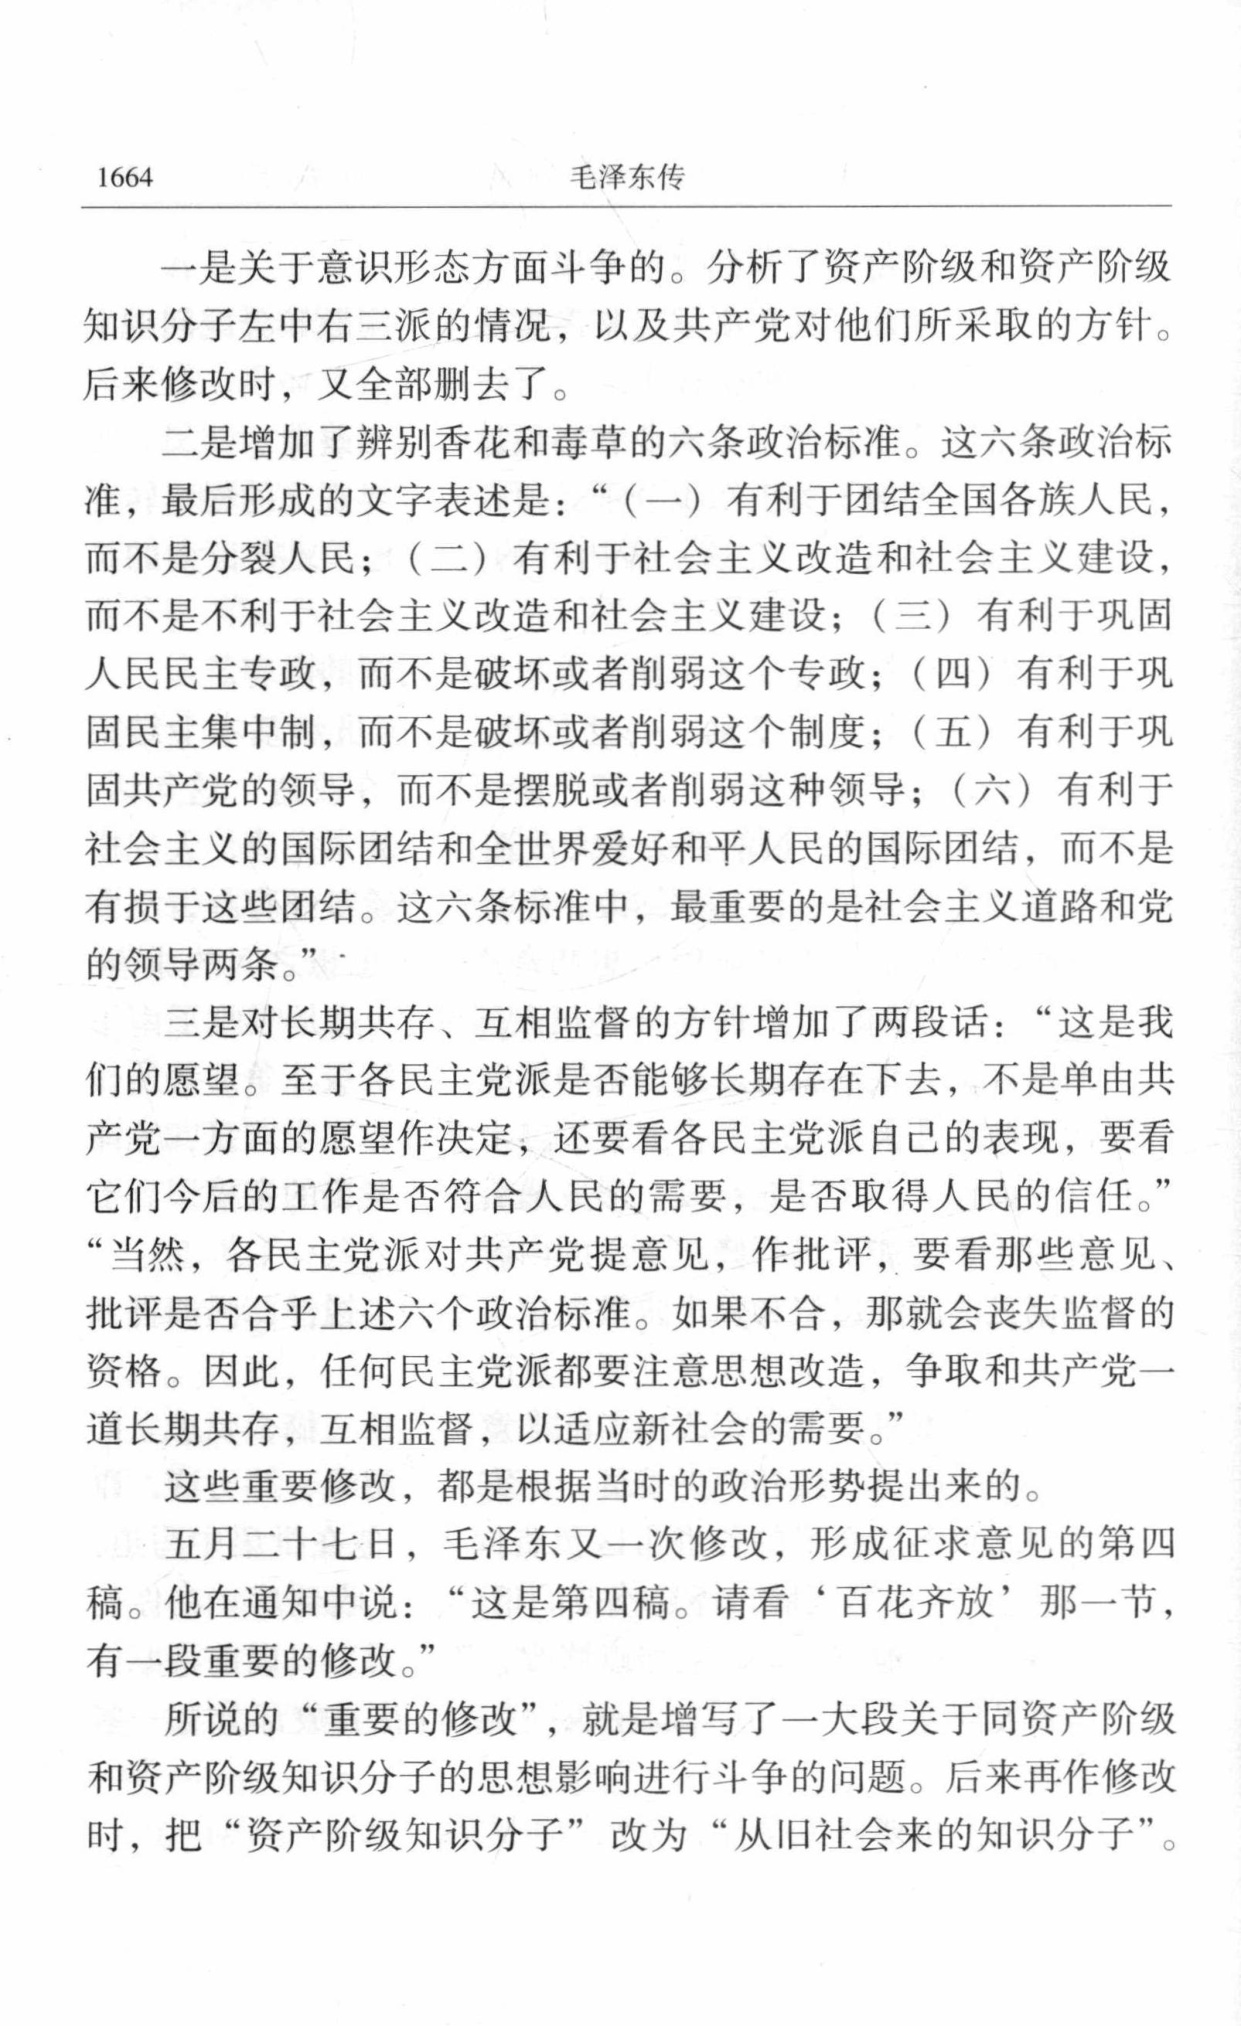 1664
毛泽东传
一是关于意识形态方面斗争的。分析了资产阶级和资产阶级
知识分子左中右三派的情况，以及共产党对他们所采取的方针。
后来修改时，又全部删去了。
二是增加了辨别香花和毒草的六条政治标准。这六条政治标
准，最后形成的文字表述是：“（一）有利于团结全国各族人民，
而不是分裂人民；（二）有利于社会主义改造和社会主义建设，
而不是不利于社会主义改造和社会主义建设；（三）有利于巩固
人民民主专政，而不是破坏或者削弱这个专政；（四）有利于巩
固民主集中制，而不是破坏或者削弱这个制度；（五）有利于巩
固共产党的领导，而不是摆脱或者削弱这种领导；（六）有利于
社会主义的国际团结和全世界爱好和平人民的国际团结，而不是
有损于这些团结。这六条标准中，最重要的是社会主义道路和党
的领导两条。”
三是对长期共存、互相监督的方针增加了两段话：“这是我
们的愿望。至于各民主党派是否能够长期存在下去，不是单由共
产党一方面的愿望作决定，还要看各民主党派自己的表现，要看
它们今后的工作是否符合人民的需要，是否取得人民的信任。”
“当然，各民主党派对共产党提意见，作批评，要看那些意见、
批评是否合乎上述六个政治标准。如果不合，那就会丧失监督的
资格。因此，任何民主党派都要注意思想改造，争取和共产党一
道长期共存，互相监督，以适应新社会的需要。”
这些重要修改，都是根据当时的政治形势提出来的。
五月二十七日，毛泽东又一次修改，形成征求意见的第四
稿。他在通知中说：“这是第四稿。请看‘百花齐放’那一节，
有一段重要的修改。”
所说的“重要的修改”，就是增写了一大段关于同资产阶级
和资产阶级知识分子的思想影响进行斗争的问题。后来再作修改
时，把“资产阶级知识分子”改为“从旧社会来的知识分子”。